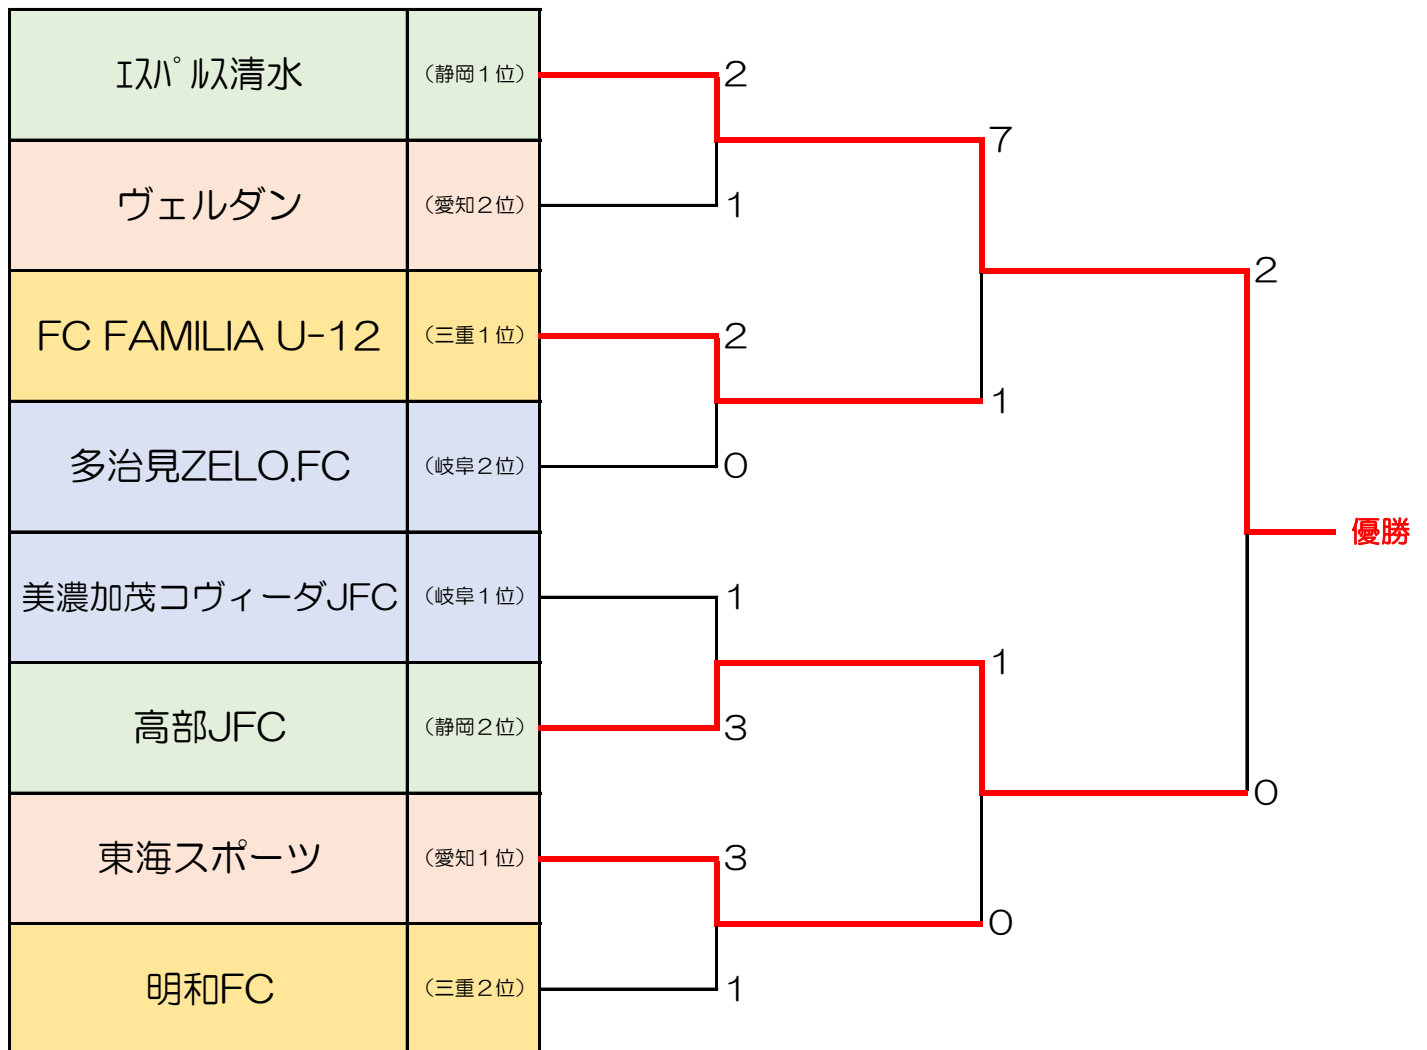 ｴｽﾊﾟﾙｽ清水 （静岡１位） 2
7
ヴェルダン （愛知２位） 1
2
FC FAMILIA U-12 （三重１位） 2
1
多治見ZELO.FC （岐阜２位） 0
優勝
美濃加茂コヴィーダJFC （岐阜１位） 1
1
高部JFC （静岡２位） 3
0
東海スポーツ （愛知１位） 3
0
明和FC （三重２位） 1